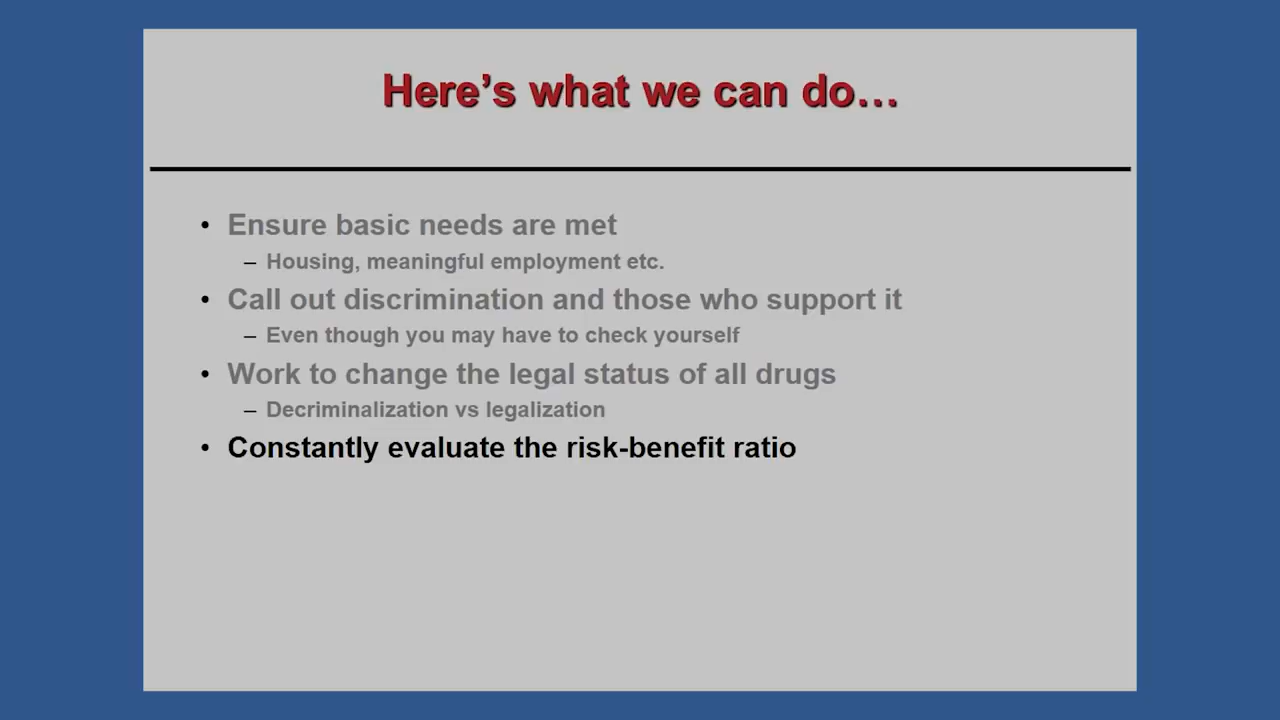 Here’s what we can do…
• Ensure basic needs are met
– Housing, meaningful employment etc.
• Call out discrimination and those who support it
– Even though you may have to check yourself
• Work to change the legal status of all drugs
– Decriminalization vs legalization
• Constantly evaluate the risk-benefit ratio